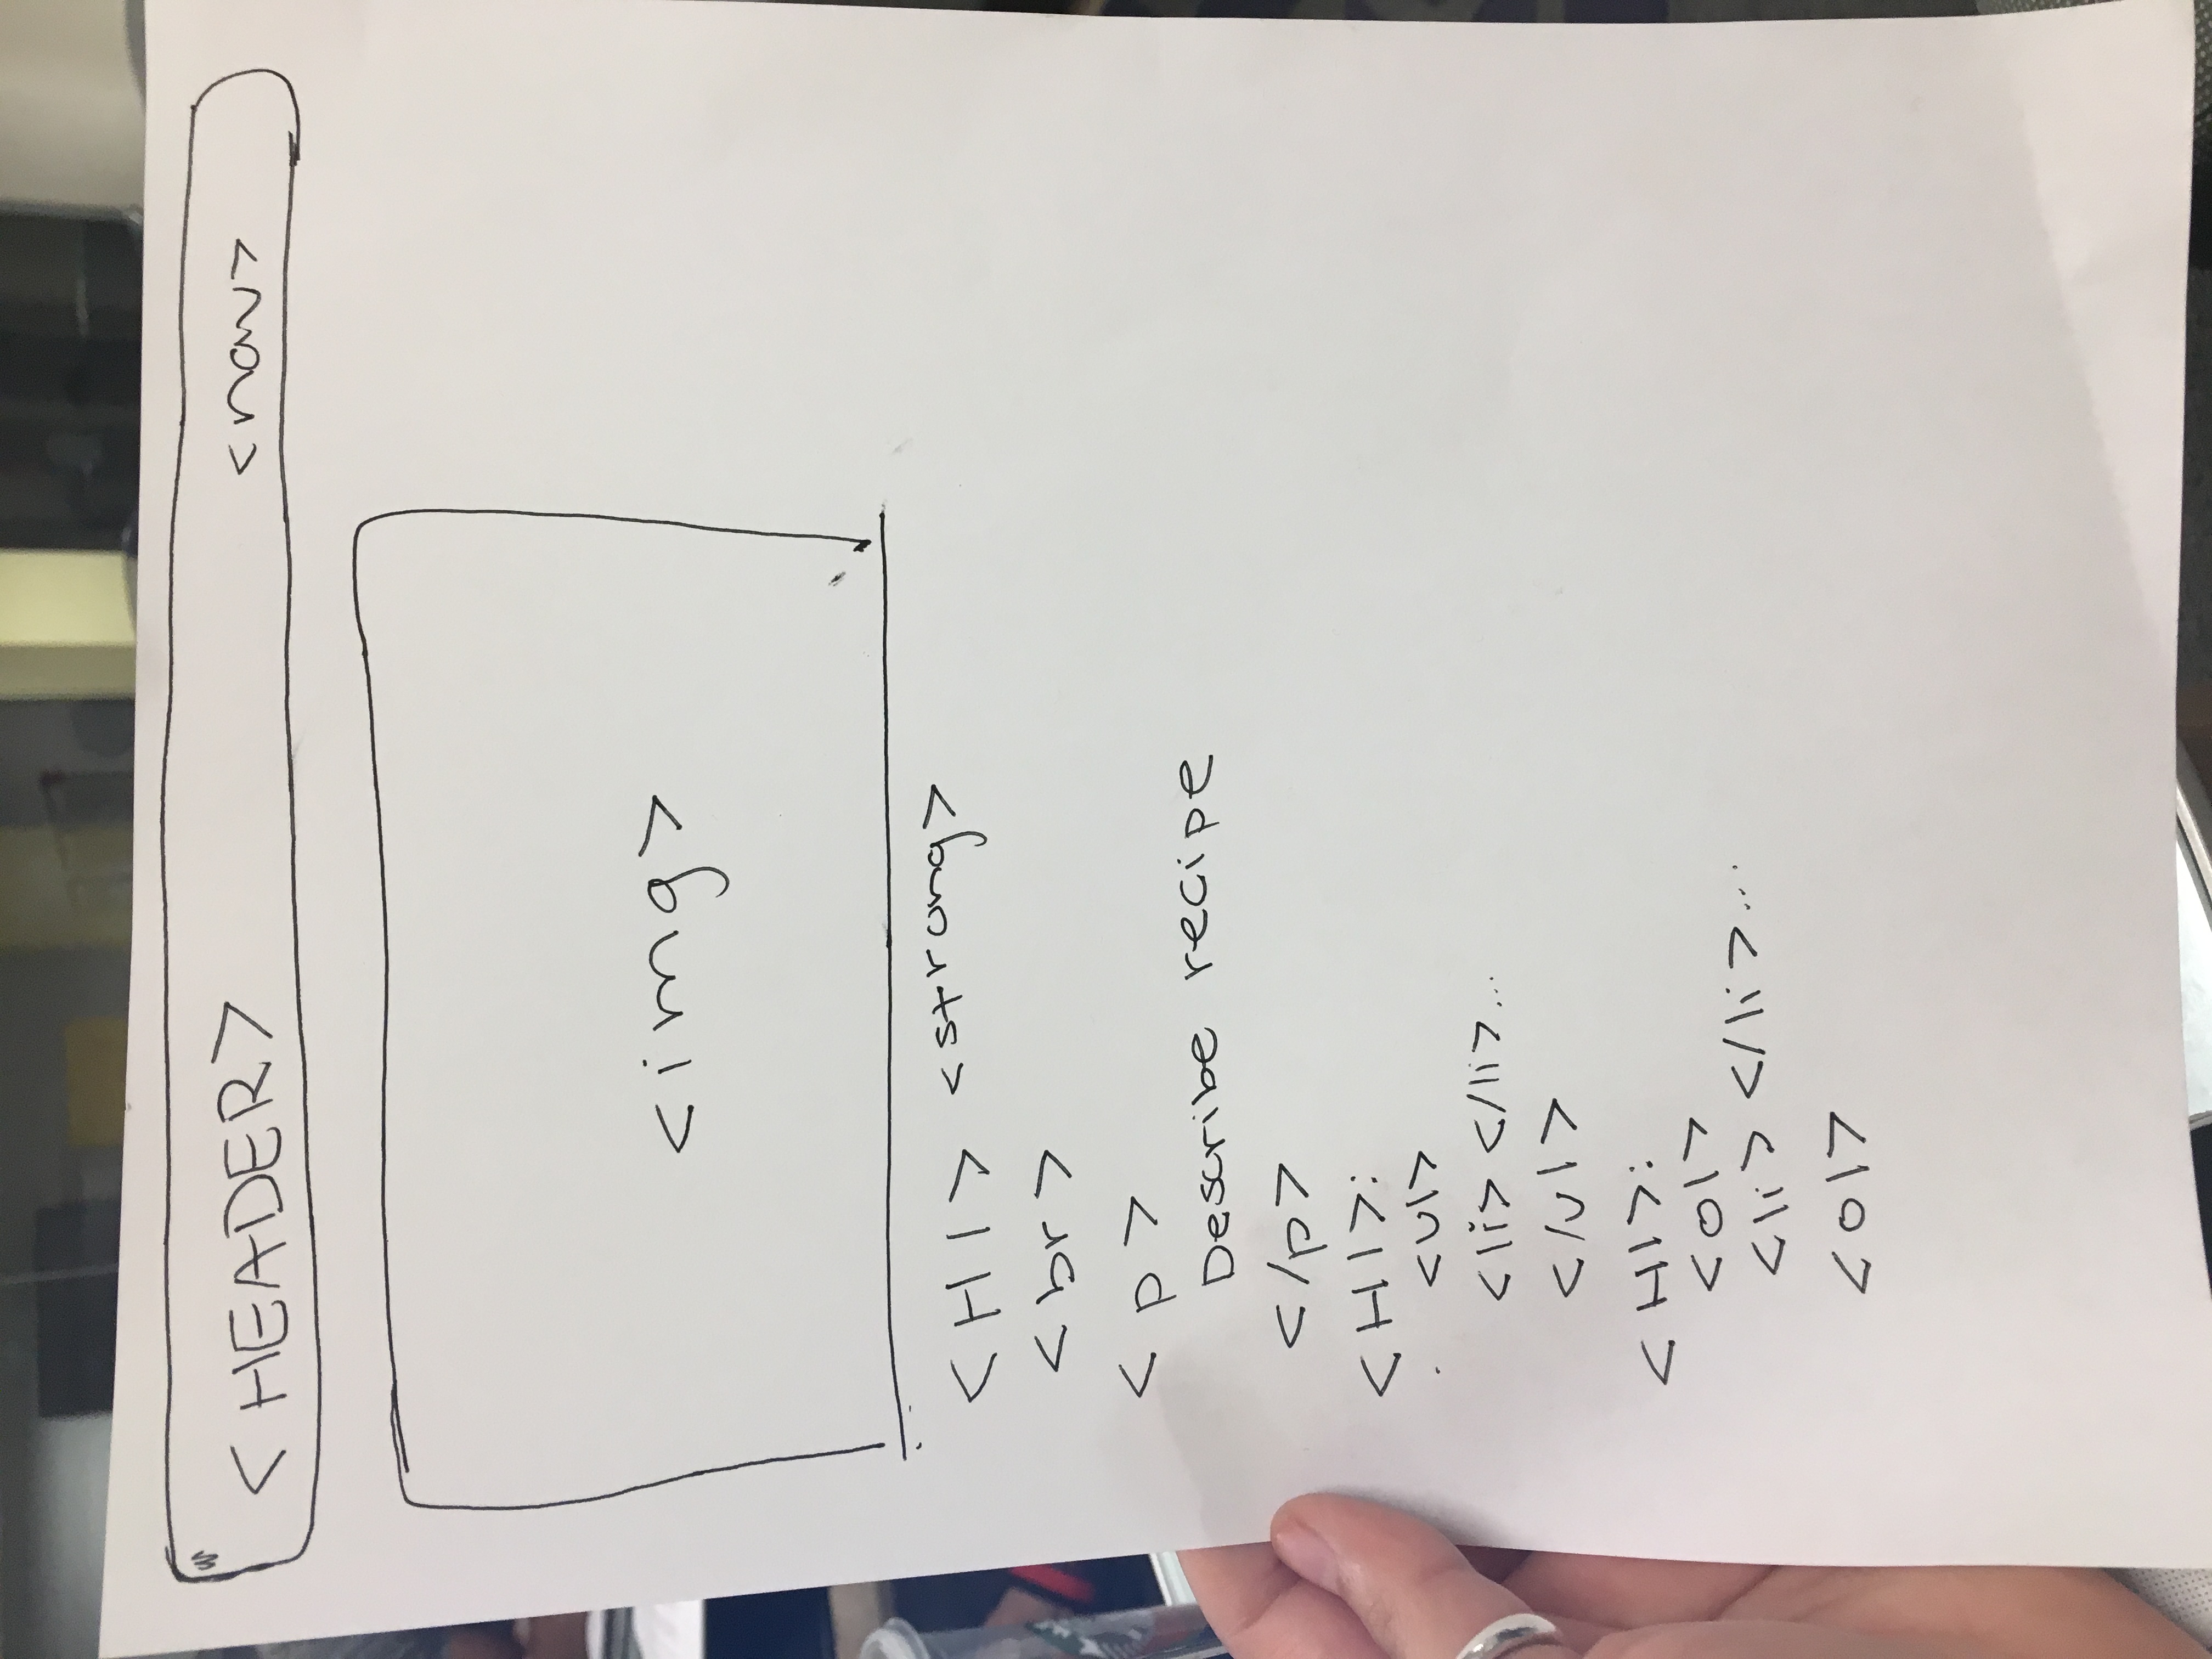 <HEADER> <nav>
<img>
<H1> <strong>
<br>
<p>
Describe recipe
</p>
<H1>:
<ul>
<li> </li>...
</ul>
<H1>:
<ol>
<li> </li>...
<ol>